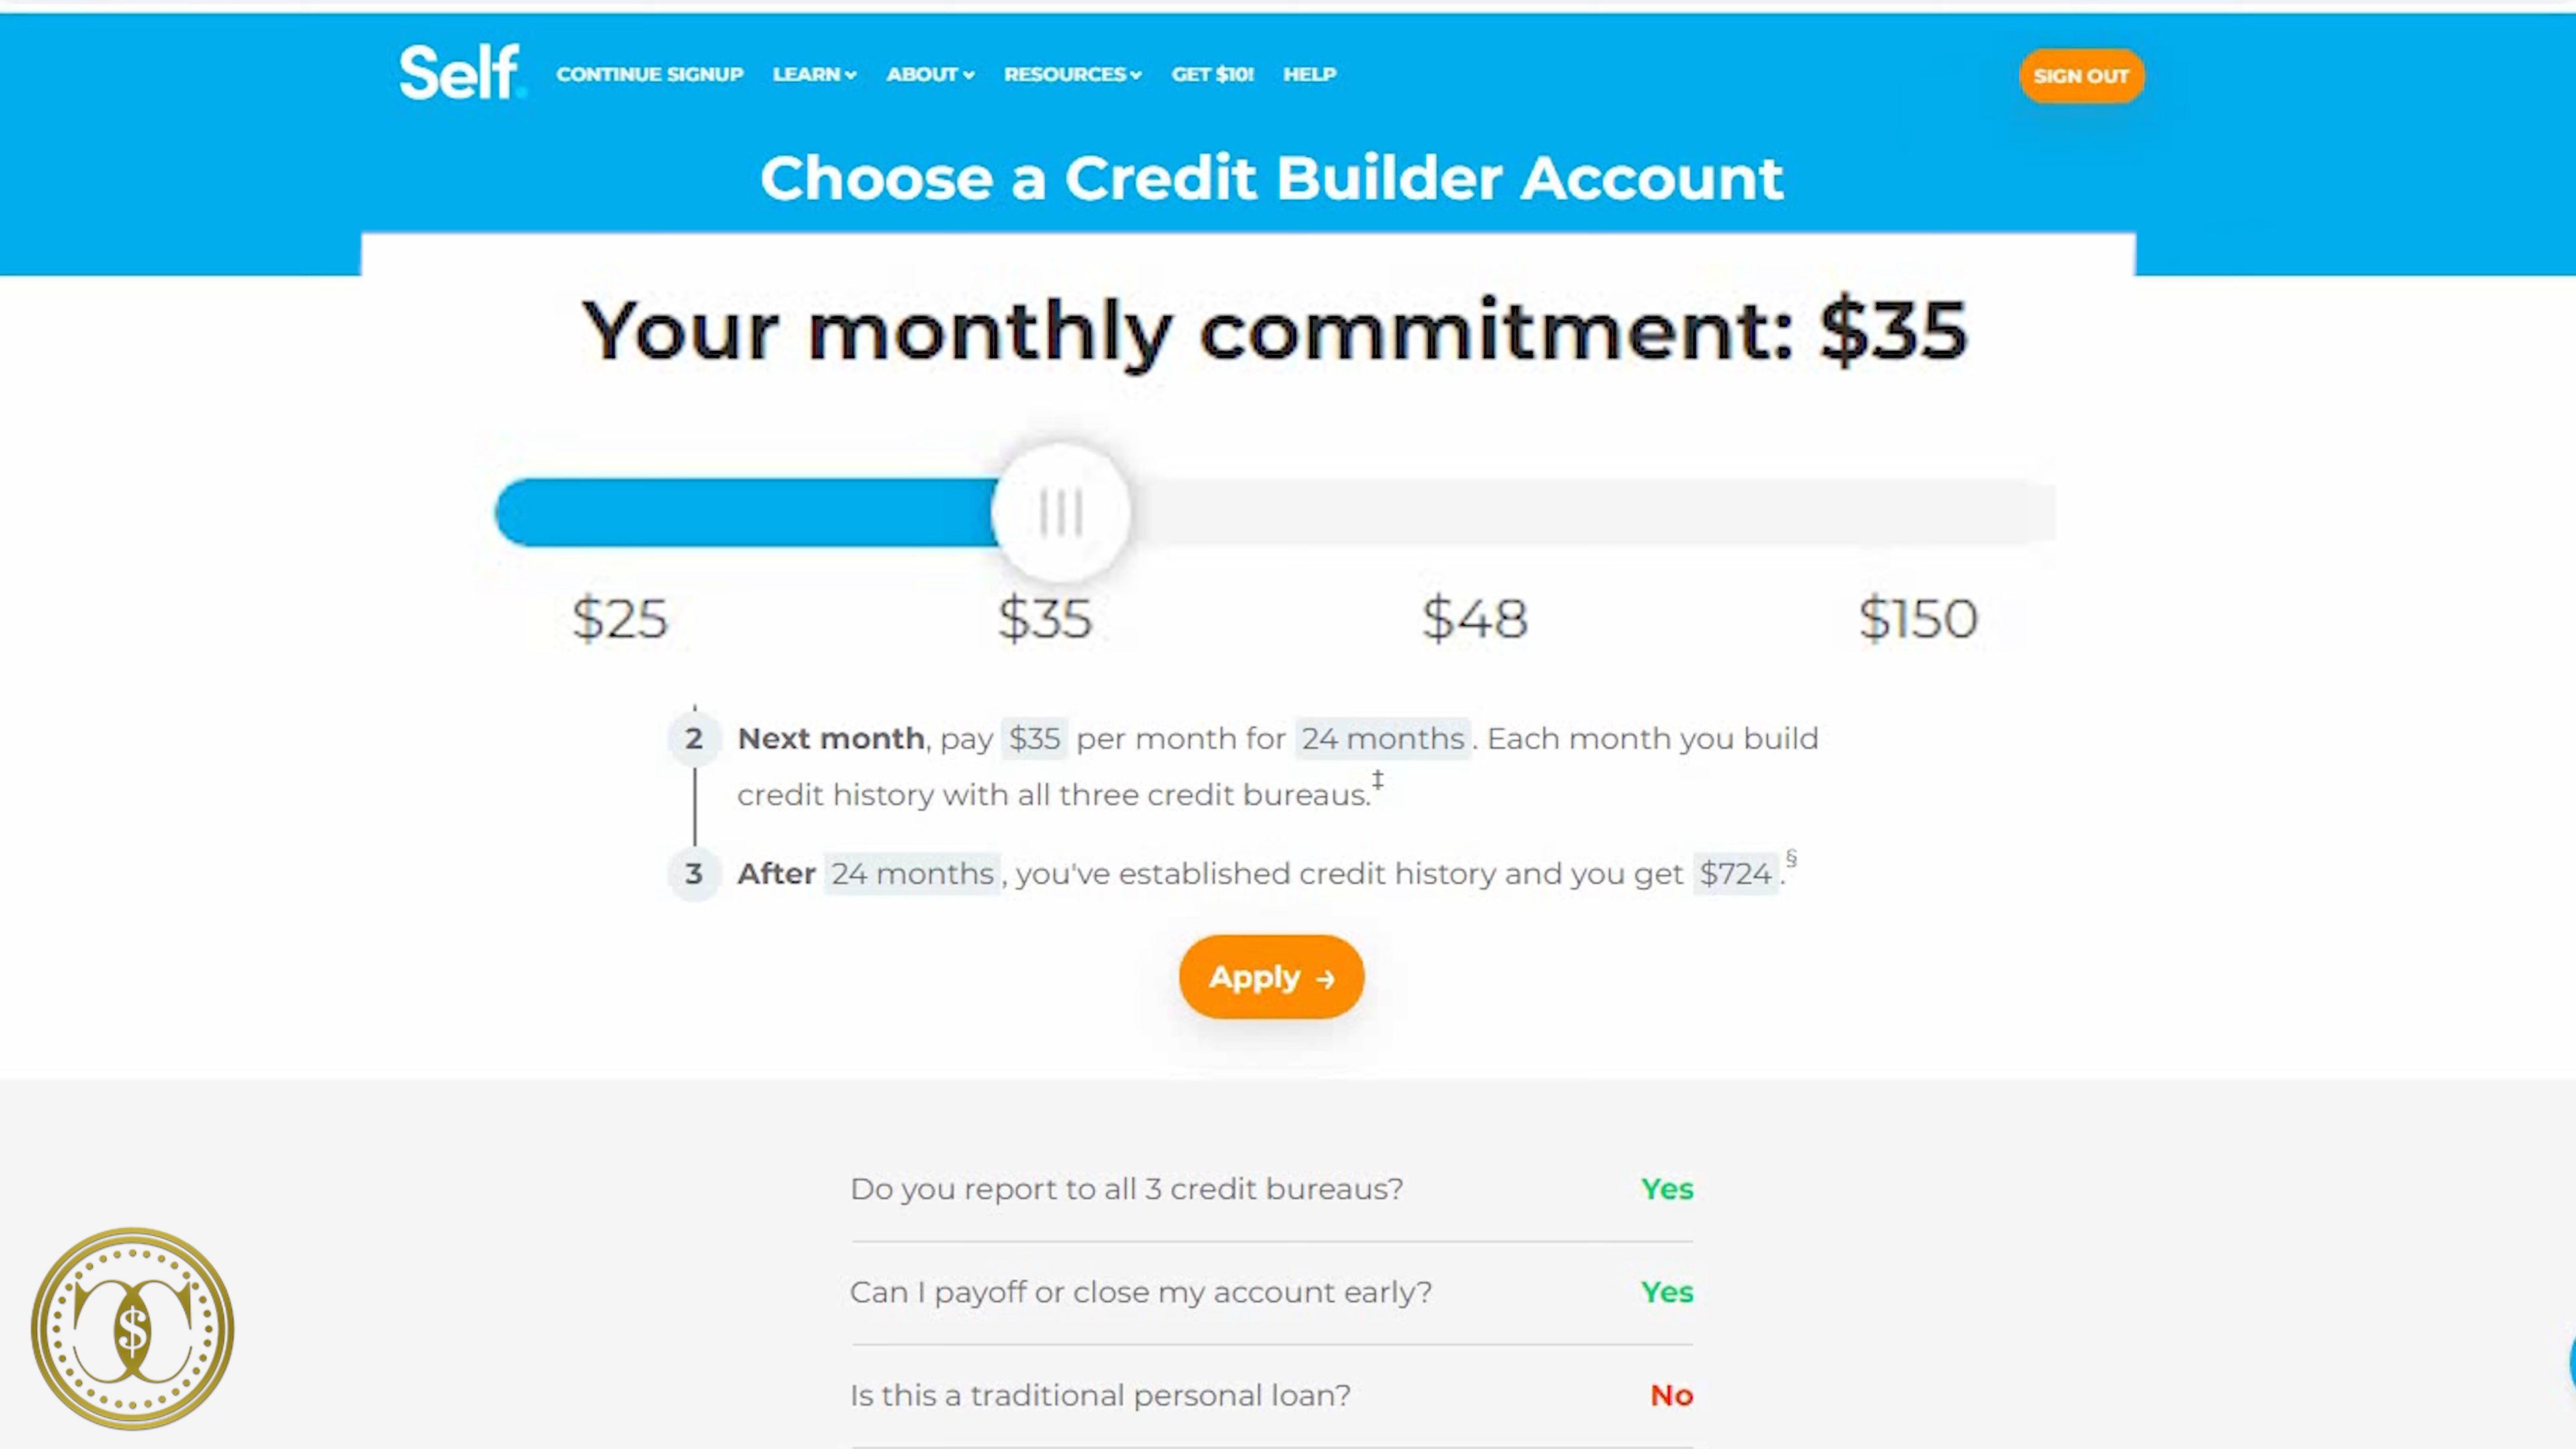 Self.
CONTINUE SIGNUP LEARN ABOUT RESOURCES GET $10! HELP
SIGN OUT
Choose a Credit Builder Account
Your monthly commitment: $35
$25 $35 $48 $150
2 Next month, pay $35 per month for 24 months. Each month you build
credit history with all three credit bureaus.‡
3 After 24 months, you've established credit history and you get $724.§
Apply →
Do you report to all 3 credit bureaus? Yes
Can I payoff or close my account early? Yes
Is this a traditional personal loan? No
$